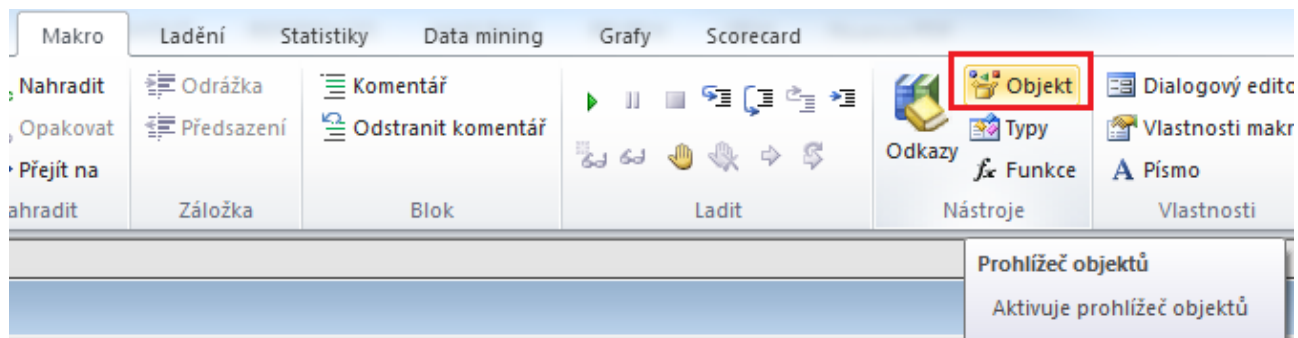 Makro Ladění Statistiky Data mining Grafy Scorecard
Nahradit Odrážka Komentář Objekt Dialogový edito
Opakovat Předsazení Odstranit komentář Typy Vlastnosti makr
Přejít na Odkazy Funkce Písmo
ahradit Záložka Blok Ladit Nástroje Vlastnosti
Prohlížeč objektů
Aktivuje prohlížeč objektů